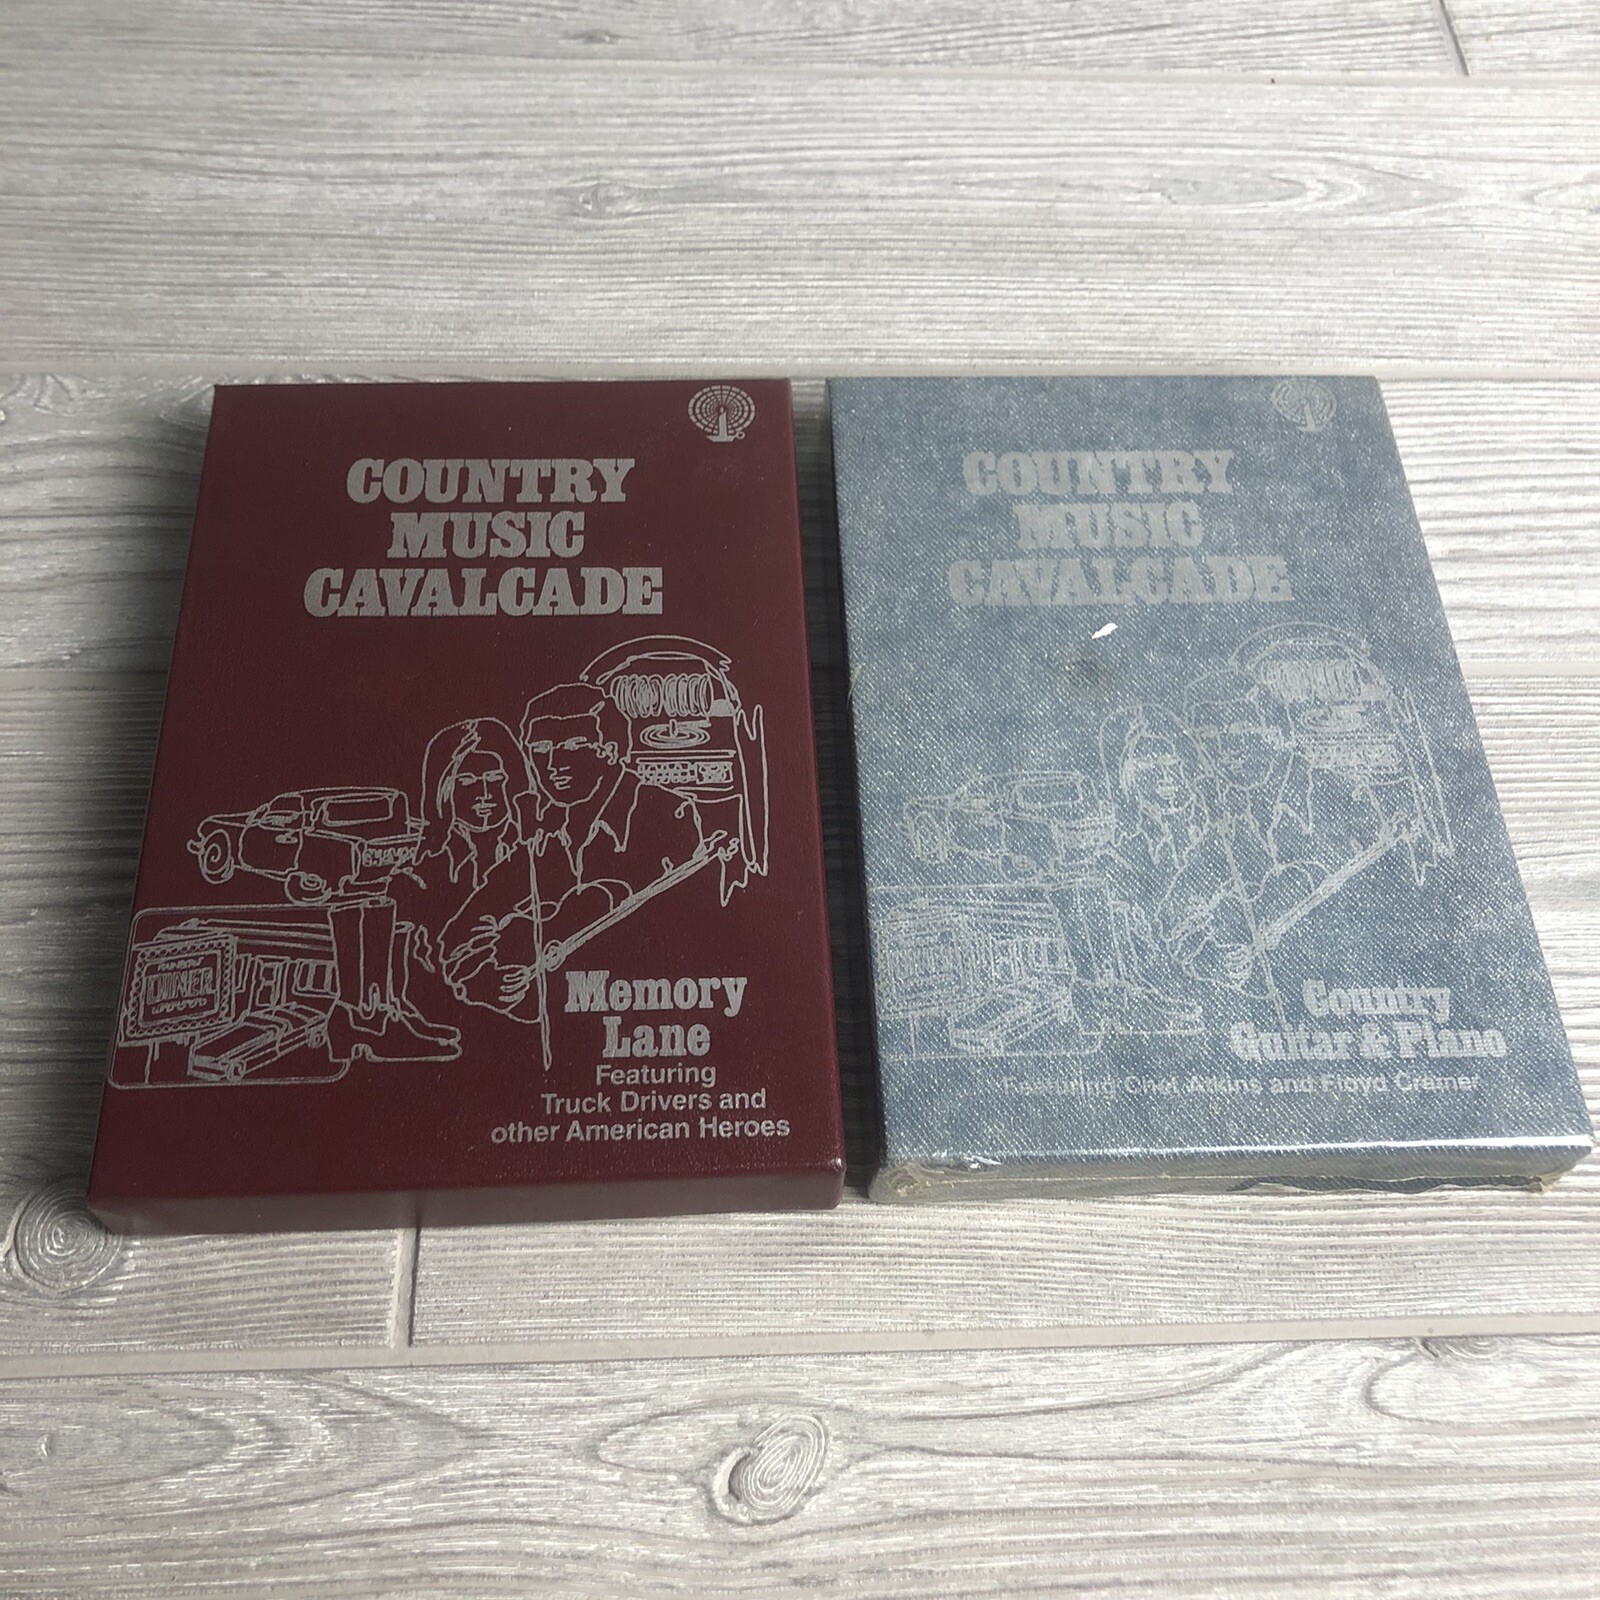 COUNTRY
MUSIC
CAVALCADE
RAINBOW
DINER
Memory
Lane
Featuring
Truck Drivers and
other American Heroes
COUNTRY
MUSIC
CAVALCADE
Country
Guitar & Piano
Featuring Chet Atkins and Floyd Cramer